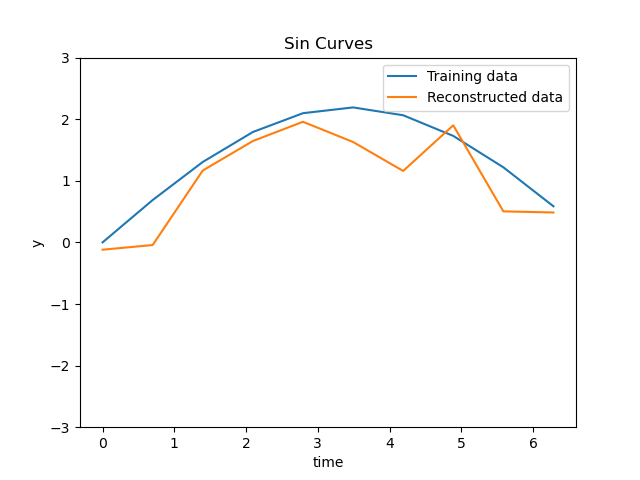 Sin Curves
Training data
Reconstructed data
3
2
1
0
−1
−2
−3
y
0 1 2 3 4 5 6
time